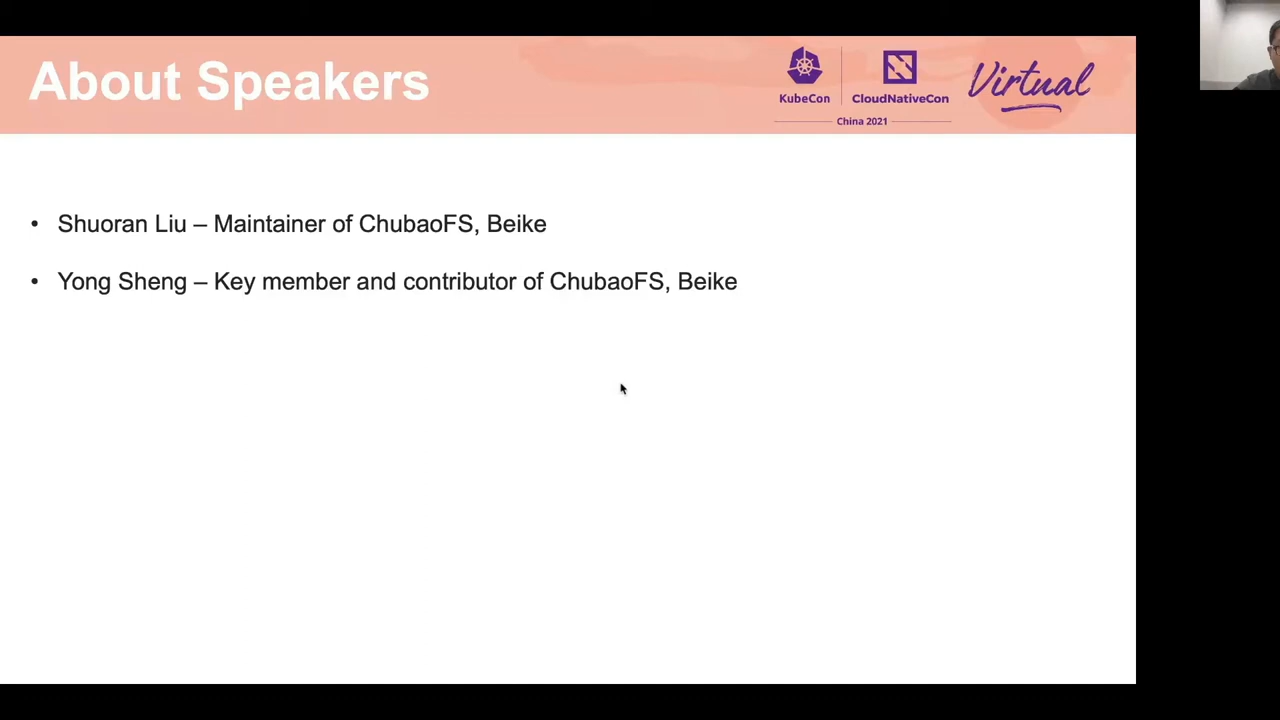 About Speakers
KubeCon
CloudNativeCon
Virtual
China 2021
• Shuoran Liu – Maintainer of ChubaoFS, Beike
• Yong Sheng – Key member and contributor of ChubaoFS, Beike